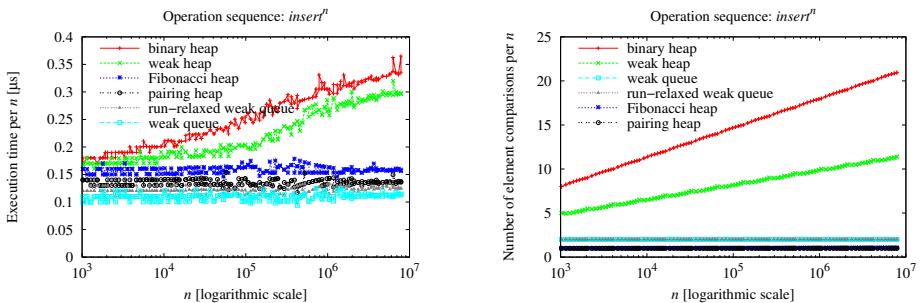 Operation sequence: insertⁿ
Execution time per n [µs]
0.4
0.35
0.3
0.25
0.2
0.15
0.1
0.05
0
binary heap
weak heap
Fibonacci heap
pairing heap
run-relaxed weak queue
weak queue
10³ 10⁴ 10⁵ 10⁶ 10⁷
n [logarithmic scale]
Operation sequence: insertⁿ
Number of element comparisons per n
25
20
15
10
5
0
binary heap
weak heap
weak queue
run-relaxed weak queue
Fibonacci heap
pairing heap
10³ 10⁴ 10⁵ 10⁶ 10⁷
n [logarithmic scale]